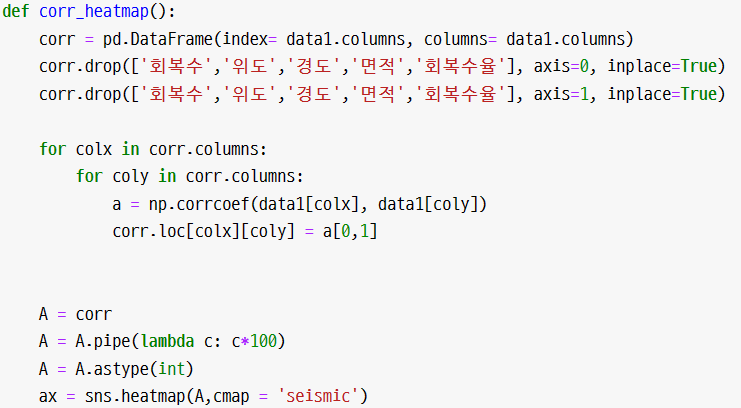 def corr_heatmap():
    corr = pd.DataFrame(index= data1.columns, columns= data1.columns)
    corr.drop(['회복수','위도','경도','면적','회복수율'], axis=0, inplace=True)
    corr.drop(['회복수','위도','경도','면적','회복수율'], axis=1, inplace=True)

    for colx in corr.columns:
        for coly in corr.columns:
            a = np.corrcoef(data1[colx], data1[coly])
            corr.loc[colx][coly] = a[0,1]


    A = corr
    A = A.pipe(lambda c: c*100)
    A = A.astype(int)
    ax = sns.heatmap(A,cmap = 'seismic')